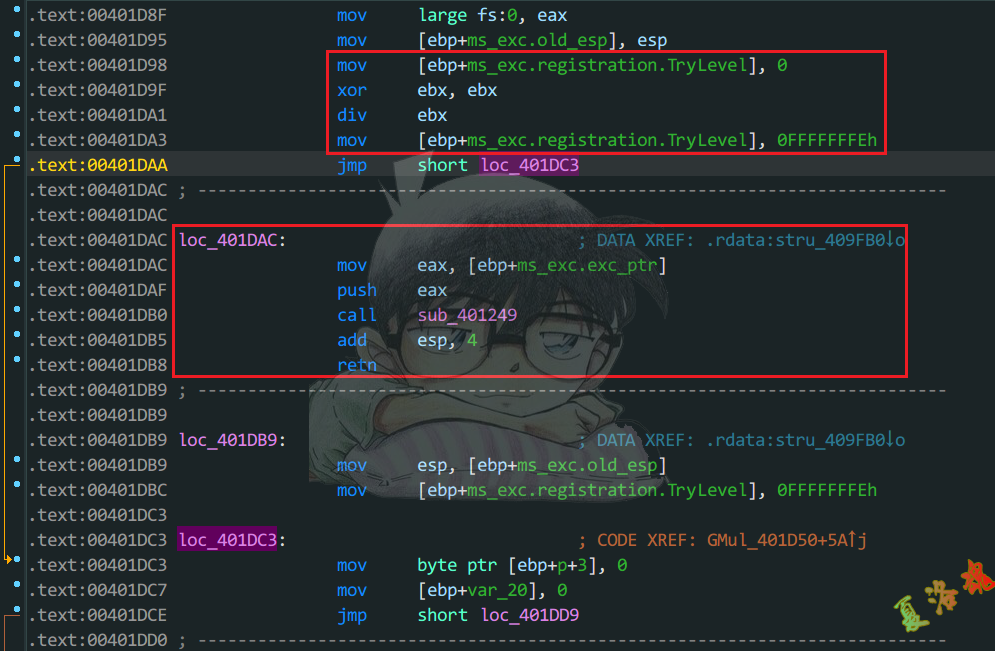 .text:00401D8F mov large fs:0, eax
.text:00401D95 mov [ebp+ms_exc.old_esp], esp
.text:00401D98 mov [ebp+ms_exc.registration.TryLevel], 0
.text:00401D9F xor ebx, ebx
.text:00401DA1 div ebx
.text:00401DA3 mov [ebp+ms_exc.registration.TryLevel], 0FFFFFFFEh
.text:00401DAA jmp short loc_401DC3
.text:00401DAC ; ---------------------------------------------------------------------------
.text:00401DAC
.text:00401DAC loc_401DAC: ; DATA XREF: .rdata:stru_409FB0↓o
.text:00401DAC mov eax, [ebp+ms_exc.exc_ptr]
.text:00401DAF push eax
.text:00401DB0 call sub_401249
.text:00401DB5 add esp, 4
.text:00401DB8 retn
.text:00401DB9 ; ---------------------------------------------------------------------------
.text:00401DB9
.text:00401DB9 loc_401DB9: ; DATA XREF: .rdata:stru_409FB0↓o
.text:00401DB9 mov esp, [ebp+ms_exc.old_esp]
.text:00401DBC mov [ebp+ms_exc.registration.TryLevel], 0FFFFFFFEh
.text:00401DC3
.text:00401DC3 loc_401DC3: ; CODE XREF: GMul_401D50+5A↑j
.text:00401DC3 mov byte ptr [ebp+p+3], 0
.text:00401DC7 mov [ebp+var_20], 0
.text:00401DCE jmp short loc_401DD9
.text:00401DD0 ; ---------------------------------------------------------------------------
夏洛